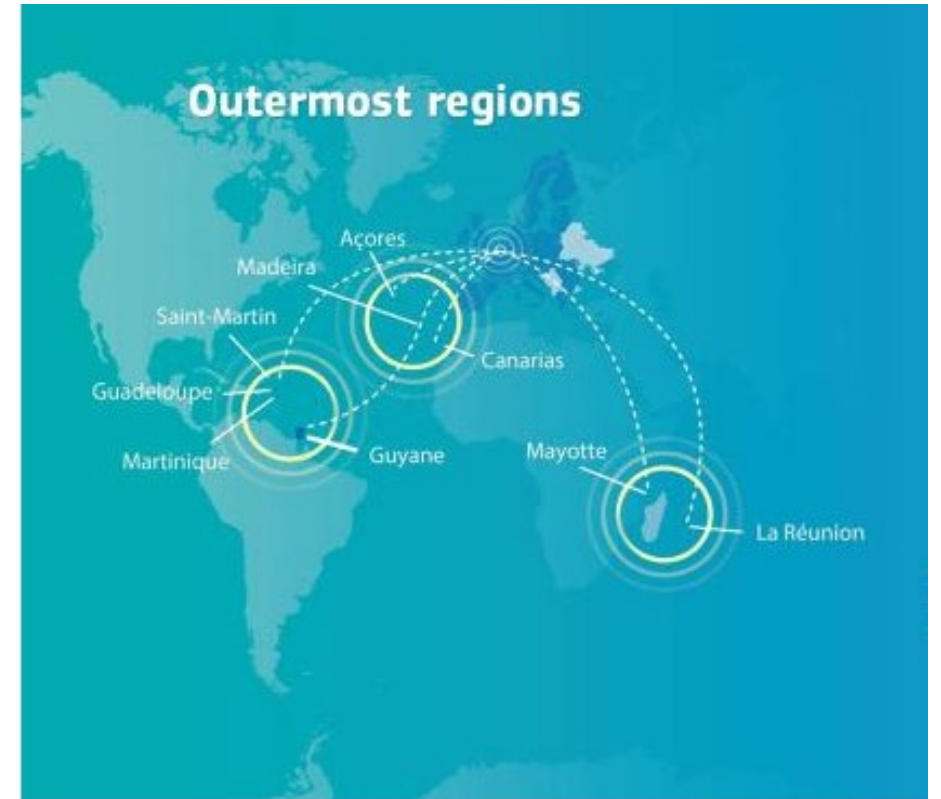 Outermost regions
Açores
Madeira
Saint-Martin
Canarias
Guadeloupe
Guyane
Mayotte
Martinique
La Réunion